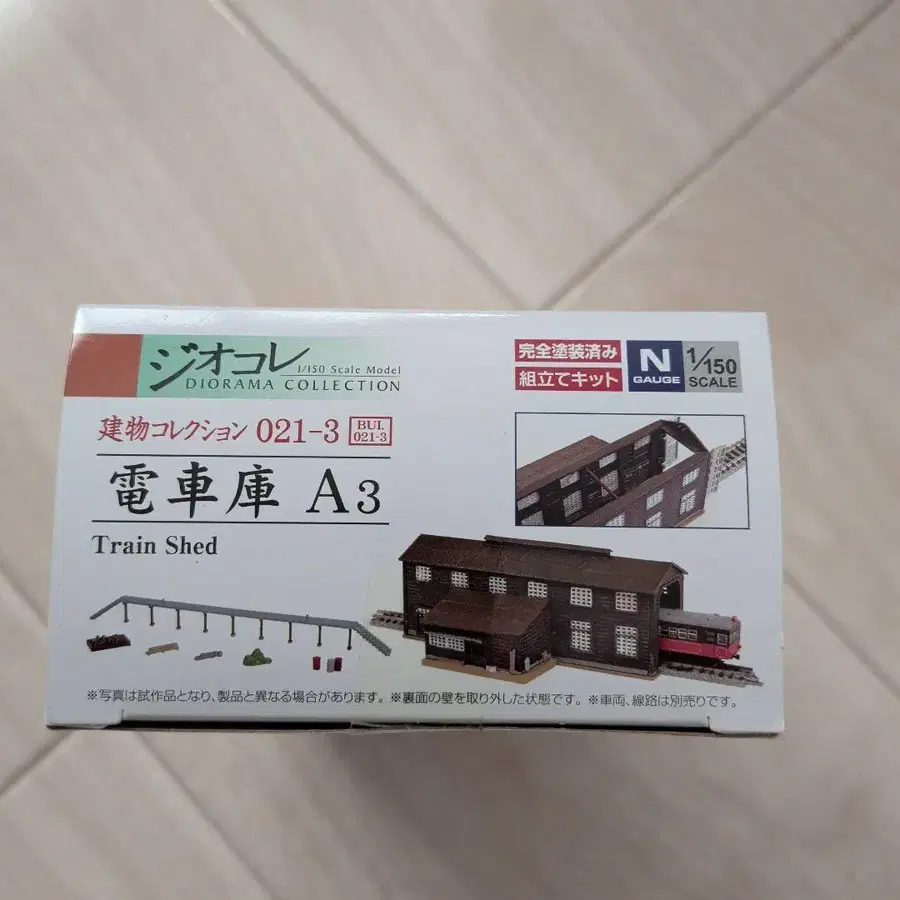 ジオコレ
1/150 Scale Model
DIORAMA COLLECTION
建物コレクション 021-3 BUI. 021-3
電車庫 A3
Train Shed
完全塗装済み
組立てキット
N GAUGE
1/150 SCALE
※写真は試作品となり、製品と異なる場合があります。※裏面の壁を取り外した状態です。※車両、線路は別売りです。